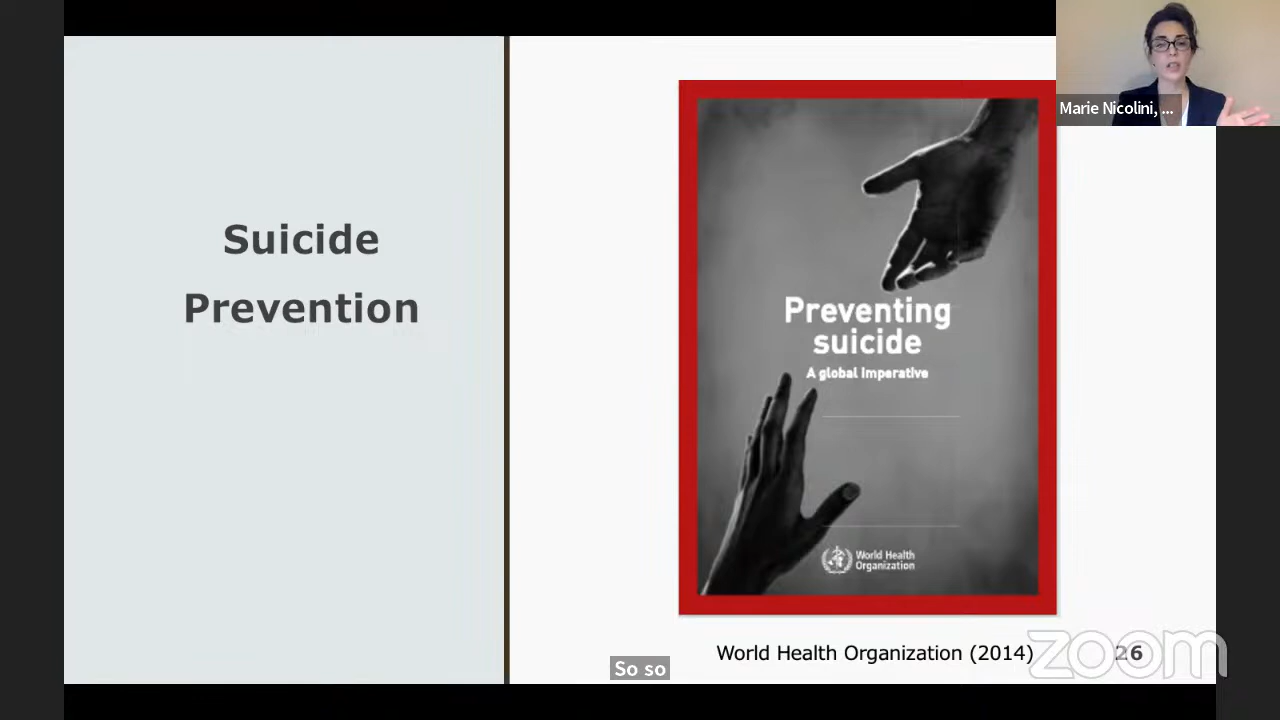 Suicide
Prevention
Preventing
suicide
A global imperative
World Health
Organization
World Health Organization (2014)
26
So so
Marie Nicolini, ...
zoom